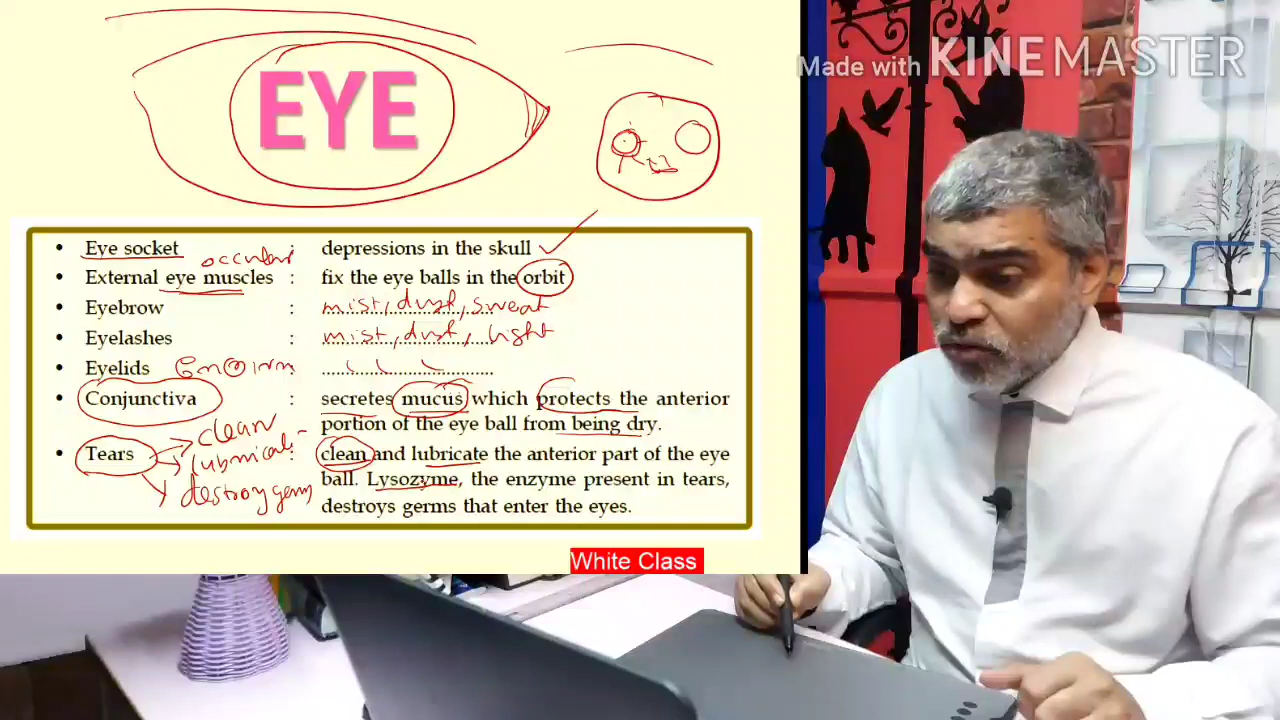 Made with KINEMASTER
EYE
• Eye socket : depressions in the skull
• External eye muscles : fix the eye balls in the orbit
• Eyebrow : mist, dust, sweat
• Eyelashes : mist, dust, light
• Eyelids
• Conjunctiva : secretes mucus which protects the anterior
portion of the eye ball from being dry.
• Tears : clean and lubricate the anterior part of the eye
ball. Lysozyme, the enzyme present in tears,
destroys germs that enter the eyes.
clean
destroy germs
White Class